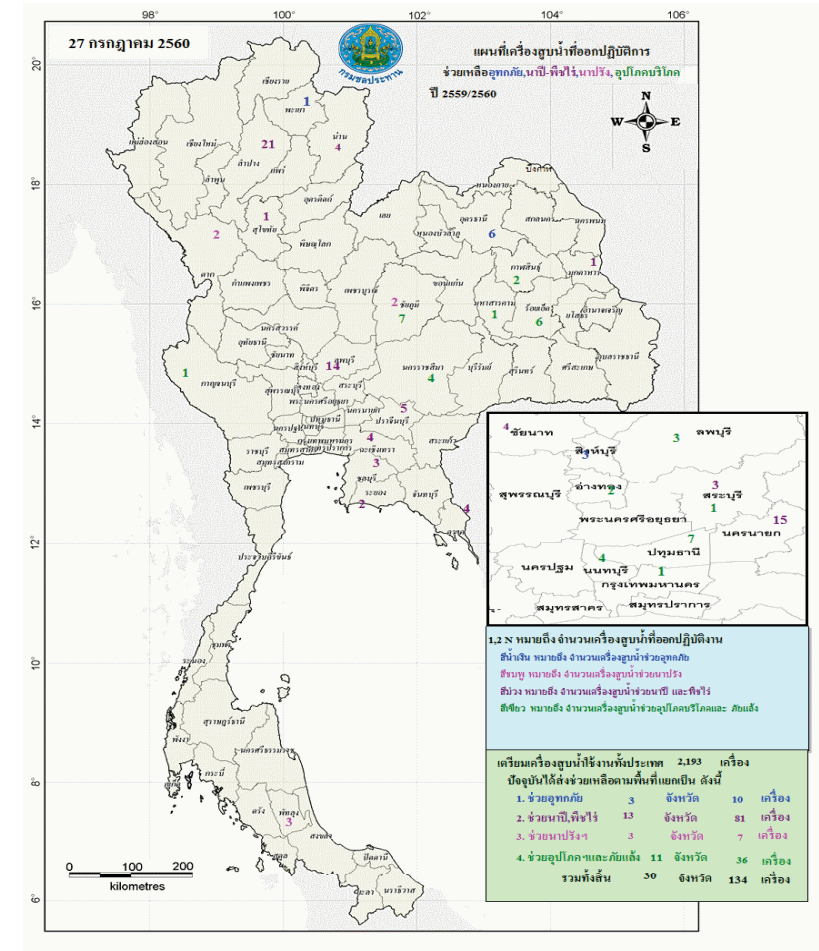 98° 100° 102° 104° 106°
27 กรกฎาคม 2560
กรมชลประทาน
แผนที่เครื่องสูบน้ำที่ออกปฏิบัติการ
ช่วยเหลืออุทกภัย,นาปี-พืชไร่,นาปรัง,อุปโภคบริโภค
ปี 2559/2560
N
W E
S
20°
18°
16°
14°
12°
10°
8°
6°
เชียงราย
1
พะเยา
น่าน
4
แม่ฮ่องสอน
เชียงใหม่
21
ลำปาง
แพร่
ลำพูน
อุตรดิตถ์
1
สุโขทัย
2
ตาก
พิษณุโลก
กำแพงเพชร
พิจิตร
เพชรบูรณ์
เลย
หนองคาย
บึงกาฬ
อุดรธานี
6
หนองบัวลำภู
สกลนคร
นครพนม
1
มุกดาหาร
กาฬสินธุ์
2
ขอนแก่น
2 ชัยภูมิ
7
มหาสารคาม
1
ร้อยเอ็ด
6
ยโสธร
อำนาจเจริญ
อุบลราชธานี
ศรีสะเกษ
สุรินทร์
บุรีรัมย์
นครราชสีมา
4
นครสวรรค์
อุทัยธานี
ชัยนาท
สิงห์บุรี
ลพบุรี
14
สระบุรี
สุพรรณบุรี
อ่างทอง
พระนครศรีอยุธยา
1
กาญจนบุรี
นครนายก
5
ปราจีนบุรี
ปทุมธานี
นครปฐม
นนทบุรี
กรุงเทพมหานคร
4
ฉะเชิงเทรา
3
สระแก้ว
ราชบุรี
สมุทรสาคร
สมุทรปราการ
สมุทรสงคราม
ชลบุรี
ระยอง
2
จันทบุรี
4
ตราด
เพชรบุรี
ประจวบคีรีขันธ์
ชุมพร
ระนอง
สุราษฎร์ธานี
พังงา
นครศรีธรรมราช
กระบี่
ภูเก็ต
ตรัง
พัทลุง
3
สงขลา
สตูล
ปัตตานี
ยะลา
นราธิวาส
0 100 200
kilometres
4 ชัยนาท
3 ลพบุรี
สิงห์บุรี
3
สุพรรณบุรี
อ่างทอง
2
3
สระบุรี
1
พระนครศรีอยุธยา
15
นครนายก
7
ปทุมธานี
4
นครปฐม นนทบุรี
1
กรุงเทพมหานคร
สมุทรสาคร
สมุทรปราการ
1,2 N หมายถึง จำนวนเครื่องสูบน้ำที่ออกปฏิบัติงาน
สีน้ำเงิน หมายถึง จำนวนเครื่องสูบน้ำช่วยอุทกภัย
สีชมพู หมายถึง จำนวนเครื่องสูบน้ำช่วยนาปรัง
สีม่วง หมายถึง จำนวนเครื่องสูบน้ำช่วยนาปี และพืชไร่
สีเขียว หมายถึง จำนวนเครื่องสูบน้ำช่วยอุปโภคบริโภคและ ภัยแล้ง
เตรียมเครื่องสูบน้ำใช้งานทั้งประเทศ 2,193 เครื่อง
ปัจจุบันได้ส่งช่วยเหลือตามพื้นที่แยกเป็น ดังนี้
1. ช่วยอุทกภัย 3 จังหวัด 10 เครื่อง
2. ช่วยนาปี,พืชไร่ 13 จังหวัด 81 เครื่อง
3. ช่วยนาปรังฯ 3 จังหวัด 7 เครื่อง
4. ช่วยอุปโภคฯและภัยแล้ง 11 จังหวัด 36 เครื่อง
รวมทั้งสิ้น 30 จังหวัด 134 เครื่อง